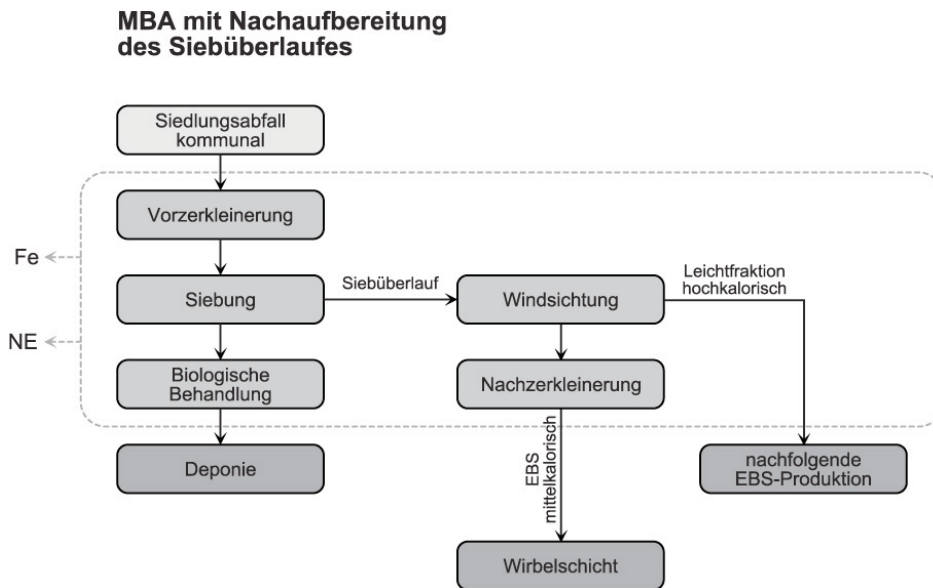 MBA mit Nachaufbereitung
des Siebüberlaufes
Siedlungsabfall
kommunal
Vorzerkleinerung
Fe
Siebung
Siebüberlauf
Windsichtung
Leichtfraktion
hochkalorisch
NE
Biologische
Behandlung
Nachzerkleinerung
Deponie
EBS
mittelkalorisch
nachfolgende
EBS-Produktion
Wirbelschicht